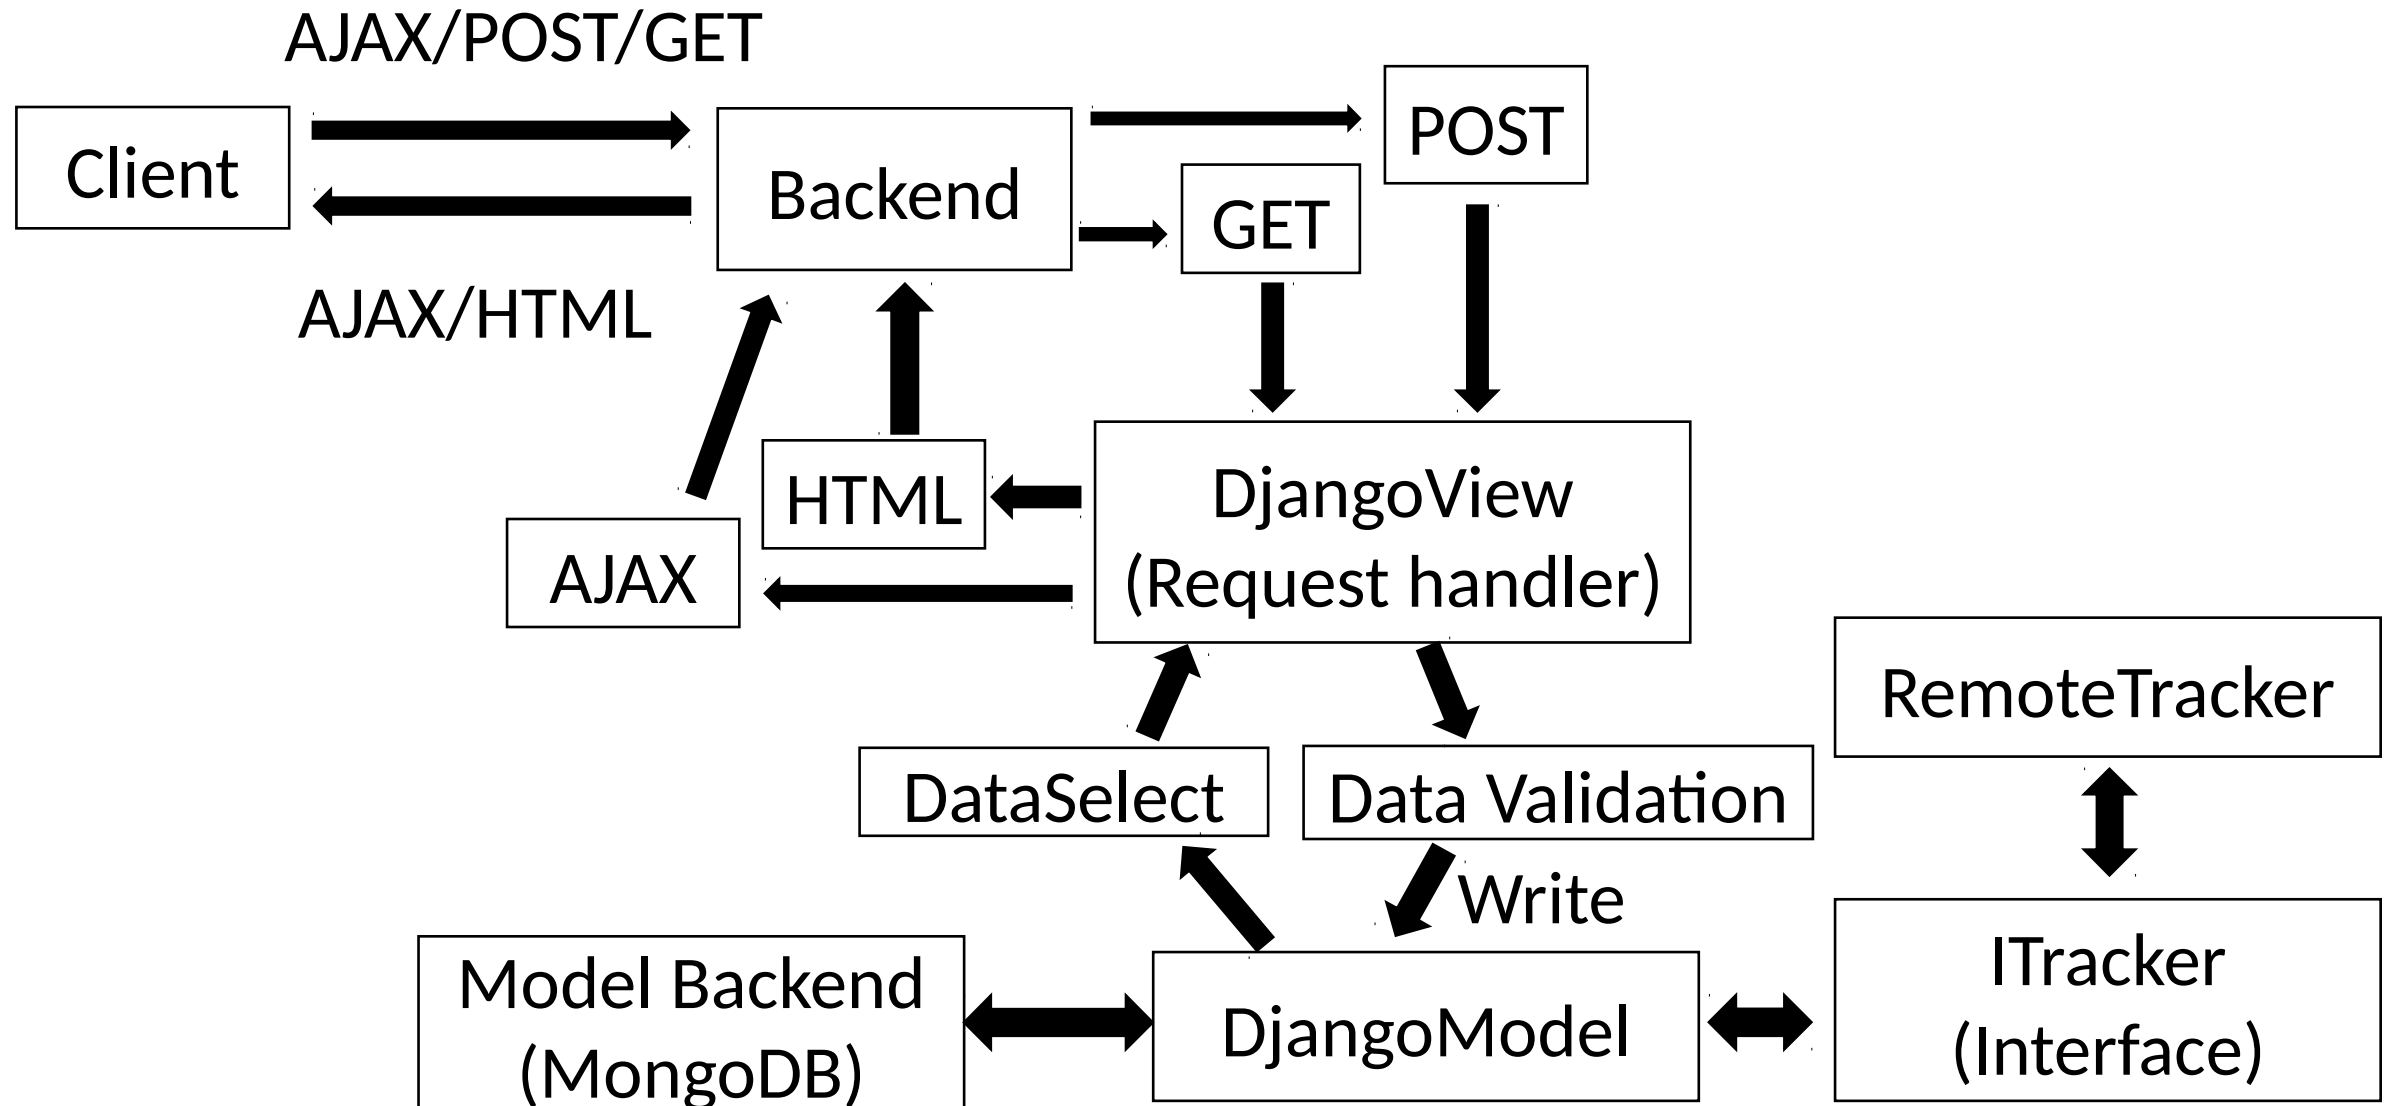 AJAX/POST/GET
POST
Client
Backend
GET
AJAX/HTML
HTML
DjangoView
(Request handler)
AJAX
RemoteTracker
DataSelect
Data Validation
Write
Model Backend
(MongoDB)
DjangoModel
ITracker
(Interface)